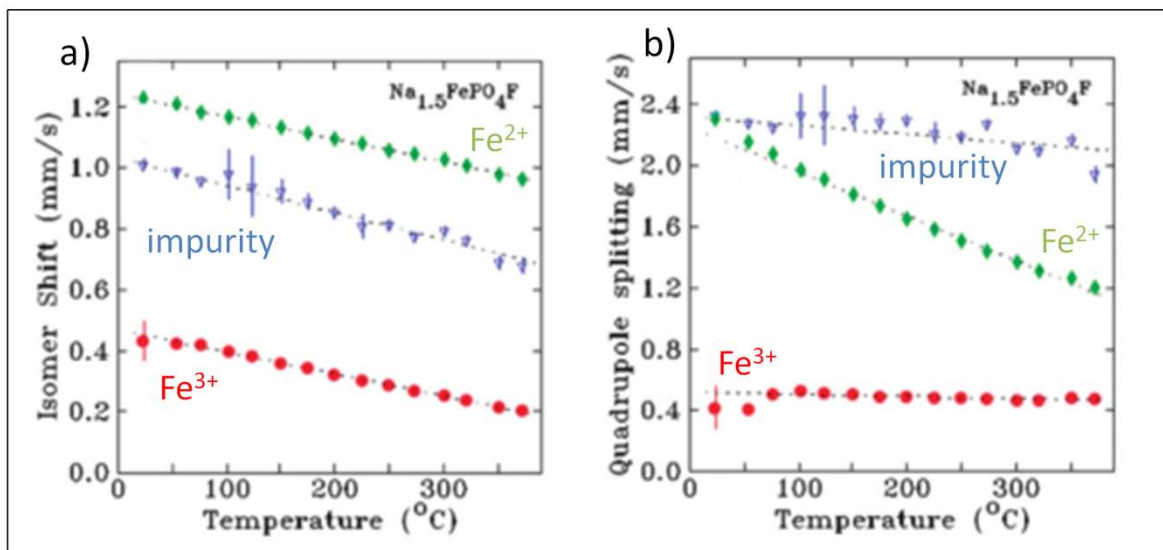 a)
Na1.5FePO4F
Isomer Shift (mm/s)
1.2
1.0
0.8
0.6
0.4
0.2
0.0
Fe2+
impurity
Fe3+
0
100
200
300
Temperature (°C)
b)
Na1.5FePO4F
Quadrupole splitting (mm/s)
2.4
2.0
1.6
1.2
0.8
0.4
0.0
impurity
Fe2+
Fe3+
0
100
200
300
Temperature (°C)